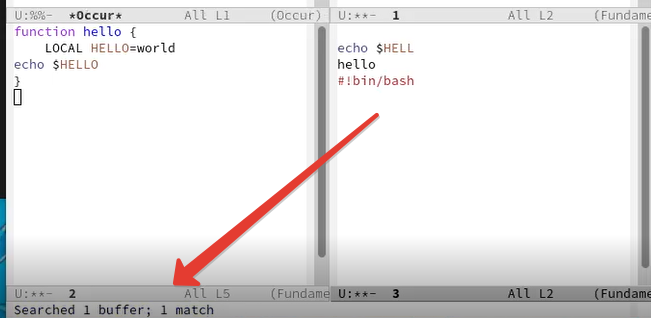 U:%%- *Occur* All L1 (Occur)
function hello {
LOCAL HELLO=world
echo $HELLO
}
U:**- 2 All L5 (Fundame
Searched 1 buffer; 1 match
U:**- 1 All L2 (Fundame
echo $HELL
hello
#!bin/bash
U:**- 3 All L2 (Fundame